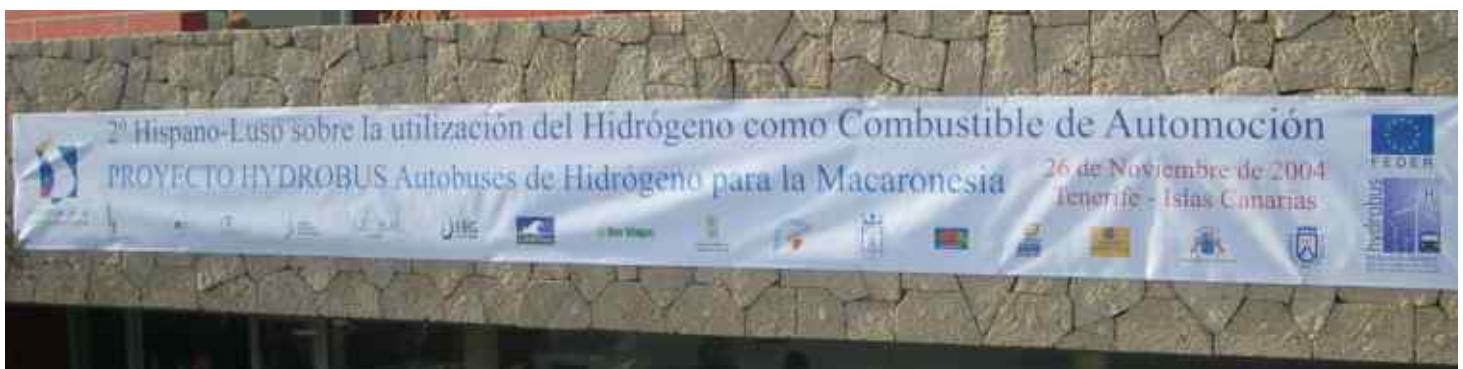 2º Hispano-Luso sobre la utilización del Hidrógeno como Combustible de Automoción
PROYECTO HYDROBUS Autobuses de Hidrógeno para la Macaronesia
26 de Noviembre de 2004
Tenerife - Islas Canarias
FEDER
hydrobus